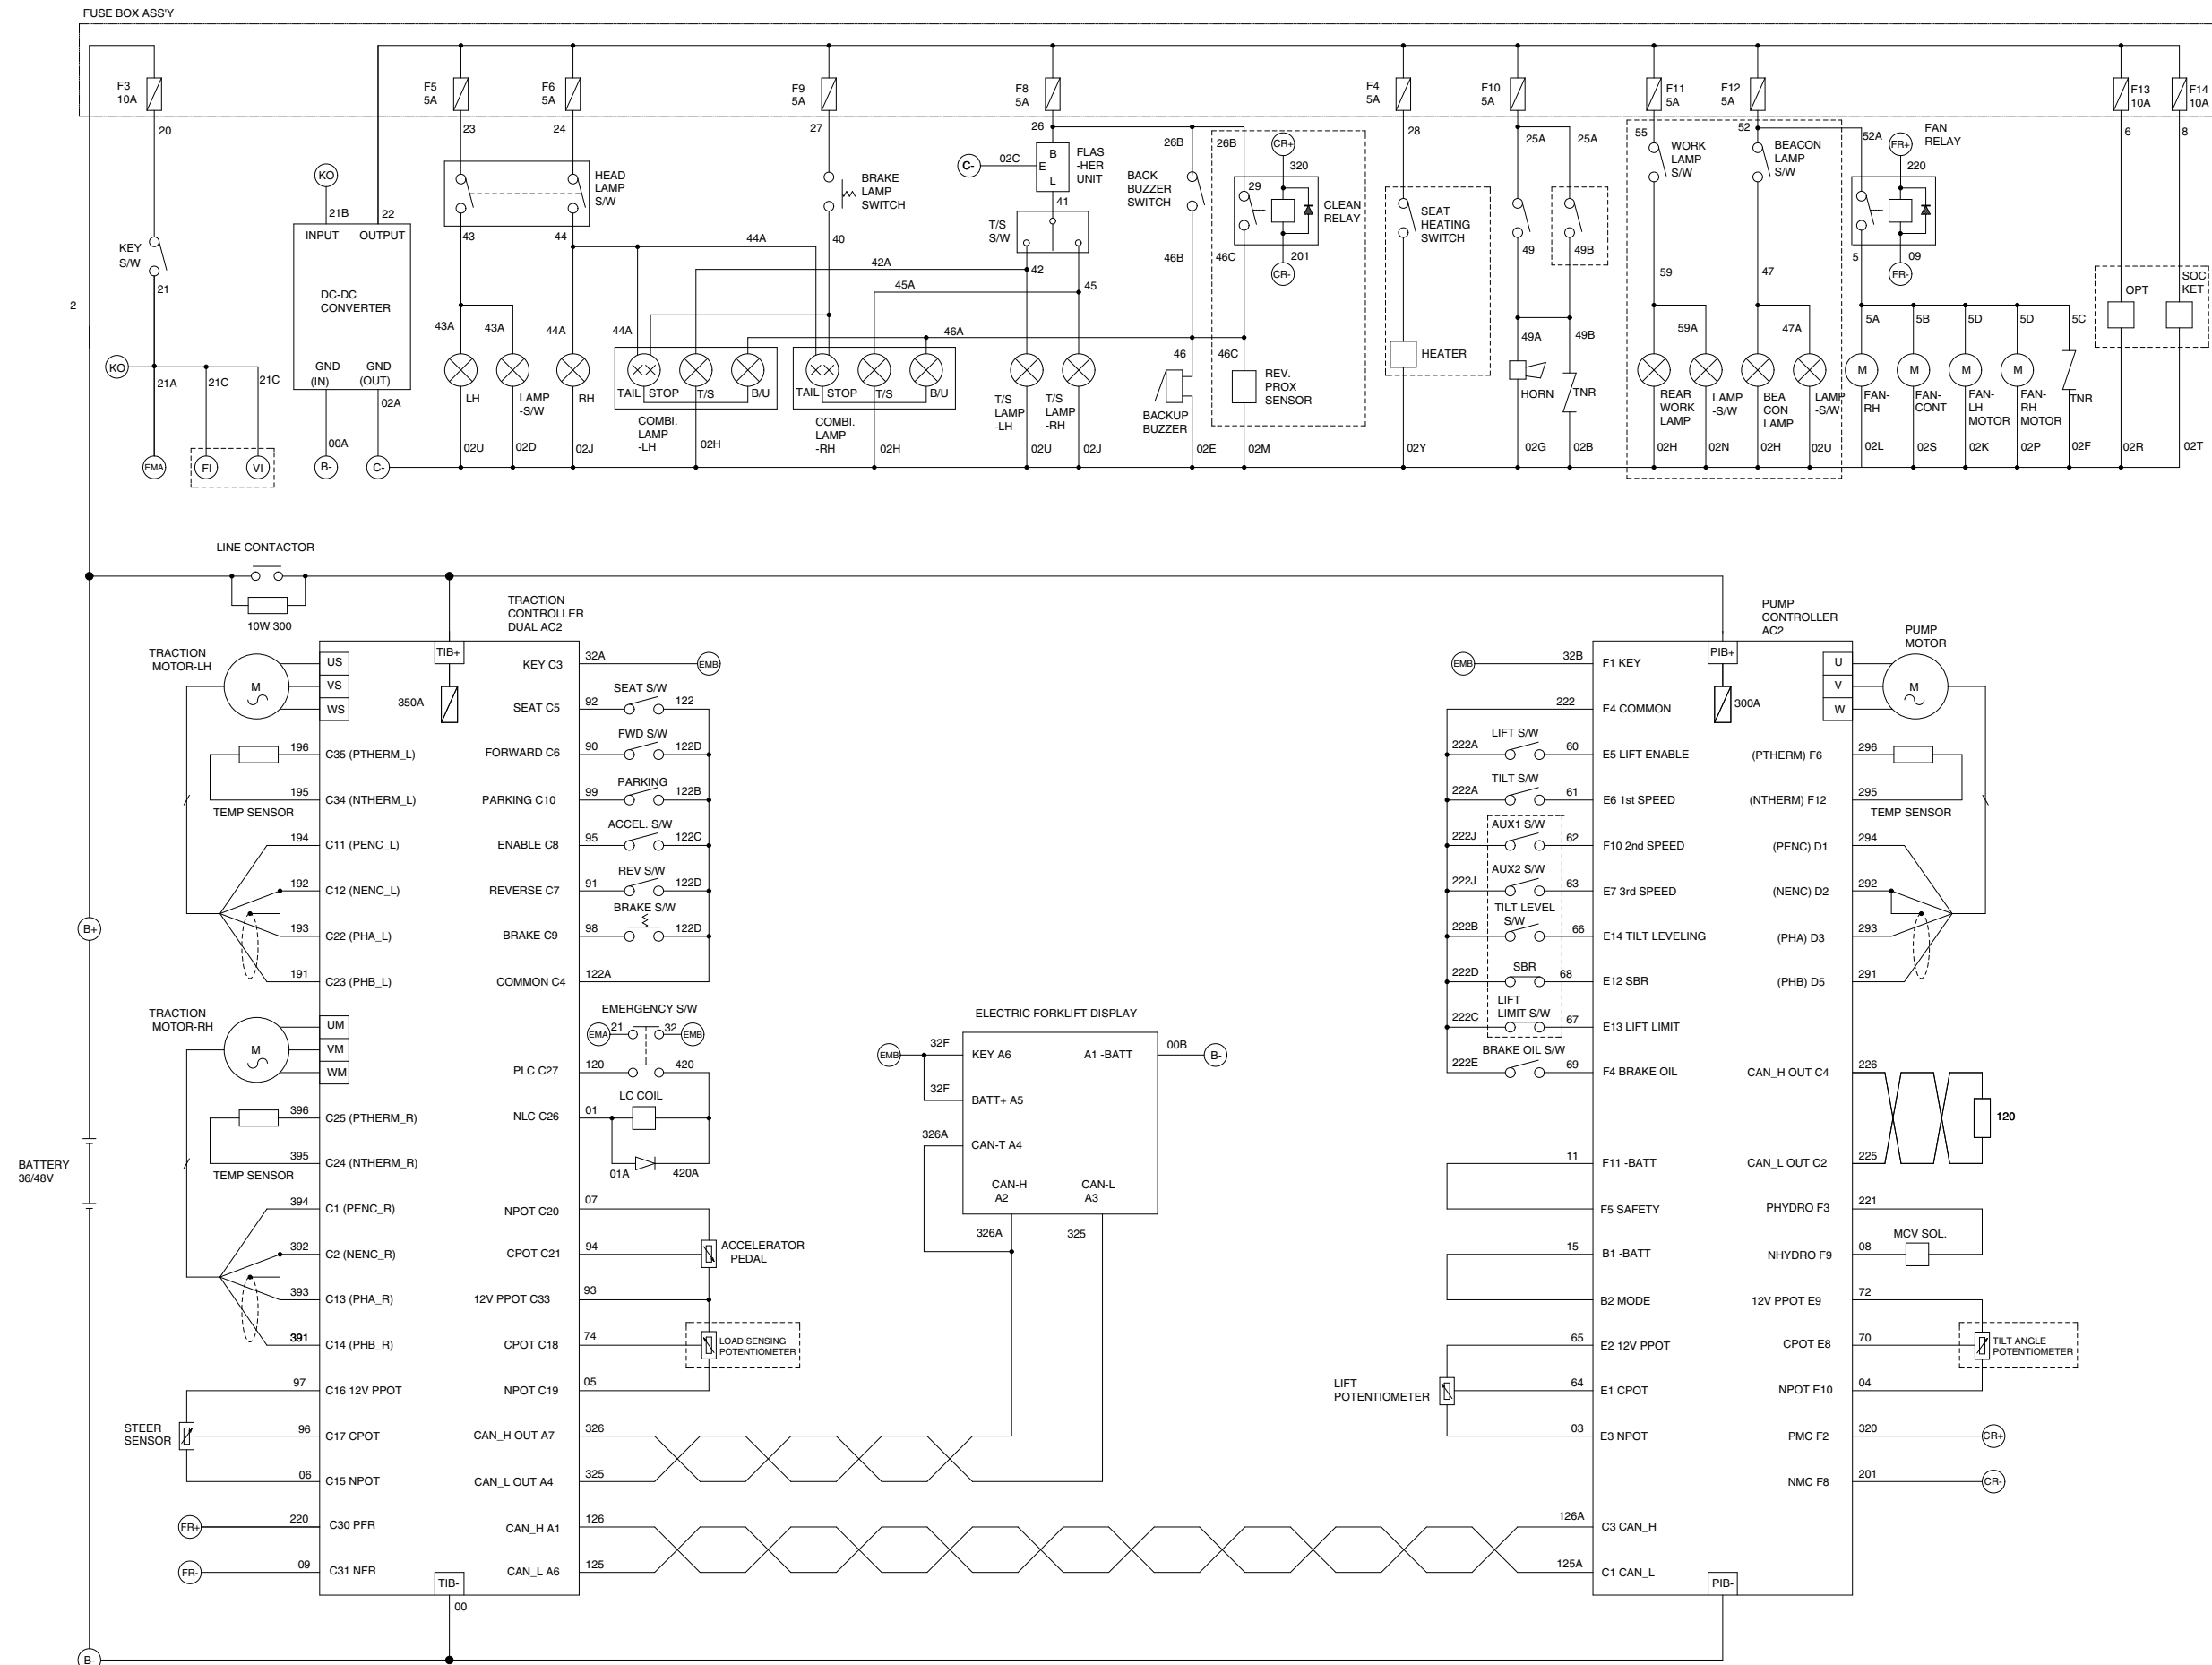 FUSE BOX ASS'Y
F3
10A
F5
5A
F6
5A
F9
5A
F8
5A
F4
5A
F10
5A
F11
5A
F12
5A
F13
10A
F14
10A
20
23
24
27
26
26B
26B
28
25A
25A
55
52
52A
6
8
KO
21B
22
INPUT
OUTPUT
DC-DC
CONVERTER
GND
(IN)
GND
(OUT)
KEY
S/W
21
2
KO
21A
21C
21C
EMA
FI
VI
00A
02A
B-
C-
HEAD
LAMP
S/W
43
44
43A
43A
44A
44A
44A
BRAKE
LAMP
SWITCH
40
42A
45A
46A
C-
02C
B
E
L
FLAS
-HER
UNIT
41
T/S
S/W
42
45
BACK
BUZZER
SWITCH
46B
46C
CR+
320
29
CLEAN
RELAY
201
CR-
SEAT
HEATING
SWITCH
HEATER
49
49B
49A
49B
HORN
TNR
WORK
LAMP
S/W
BEACON
LAMP
S/W
59
47
59A
47A
FAN
RELAY
FR+
220
5
09
FR-
OPT
SOC
KET
5A
5B
5D
5D
5C
LH
LAMP
-S/W
RH
TAIL
STOP
T/S
B/U
COMBI.
LAMP
-LH
TAIL
STOP
T/S
B/U
COMBI.
LAMP
-RH
T/S
LAMP
-LH
T/S
LAMP
-RH
46
BACKUP
BUZZER
46C
REV.
PROX
SENSOR
REAR
WORK
LAMP
LAMP
-S/W
BEA
CON
LAMP
LAMP
-S/W
M
M
M
M
FAN-
RH
FAN-
CONT
FAN-
LH
MOTOR
FAN-
RH
MOTOR
TNR
02U
02D
02J
02H
02H
02U
02J
02E
02M
02Y
02G
02B
02H
02N
02H
02U
02L
02S
02K
02P
02F
02R
02T
LINE CONTACTOR
10W 300
TRACTION
CONTROLLER
DUAL AC2
TIB+
350A
TRACTION
MOTOR-LH
M
US
VS
WS
196
C35 (PTHERM_L)
195
C34 (NTHERM_L)
TEMP SENSOR
194
C11 (PENC_L)
192
C12 (NENC_L)
193
C22 (PHA_L)
191
C23 (PHB_L)
TRACTION
MOTOR-RH
M
UM
VM
WM
396
C25 (PTHERM_R)
395
C24 (NTHERM_R)
TEMP SENSOR
394
C1 (PENC_R)
392
C2 (NENC_R)
393
C13 (PHA_R)
391
C14 (PHB_R)
97
C16 12V PPOT
STEER
SENSOR
96
C17 CPOT
06
C15 NPOT
FR+
220
C30 PFR
FR-
09
C31 NFR
TIB-
00
B+
BATTERY
36/48V
B-
KEY C3
32A
EMB
SEAT S/W
SEAT C5
92
122
FWD S/W
FORWARD C6
90
122D
PARKING
PARKING C10
99
122B
ACCEL. S/W
ENABLE C8
95
122C
REV S/W
REVERSE C7
91
122D
BRAKE S/W
BRAKE C9
98
122D
COMMON C4
122A
EMERGENCY S/W
EMA
21
32
EMB
PLC C27
120
420
LC COIL
NLC C26
01
01A
420A
NPOT C20
07
CPOT C21
94
ACCELERATOR
PEDAL
12V PPOT C33
93
CPOT C18
74
LOAD SENSING
POTENTIOMETER
NPOT C19
05
CAN_H OUT A7
326
CAN_L OUT A4
325
CAN_H A1
126
CAN_L A6
125
ELECTRIC FORKLIFT DISPLAY
EMB
32F
KEY A6
A1 -BATT
00B
B-
32F
BATT+ A5
326A
CAN-T A4
CAN-H
A2
CAN-L
A3
326A
325
PUMP
CONTROLLER
AC2
PIB+
300A
PUMP
MOTOR
M
U
V
W
EMB
32B
F1 KEY
222
E4 COMMON
LIFT S/W
222A
60
E5 LIFT ENABLE
TILT S/W
222A
61
E6 1st SPEED
AUX1 S/W
222J
62
F10 2nd SPEED
AUX2 S/W
222J
63
E7 3rd SPEED
TILT LEVEL
S/W
222B
66
E14 TILT LEVELING
SBR
222D
68
E12 SBR
LIFT
LIMIT S/W
222C
67
E13 LIFT LIMIT
BRAKE OIL S/W
222E
69
F4 BRAKE OIL
11
F11 -BATT
F5 SAFETY
15
B1 -BATT
B2 MODE
65
E2 12V PPOT
LIFT
POTENTIOMETER
64
E1 CPOT
03
E3 NPOT
126A
C3 CAN_H
125A
C1 CAN_L
PIB-
(PTHERM) F6
296
(NTHERM) F12
295
TEMP SENSOR
(PENC) D1
294
(NENC) D2
292
(PHA) D3
293
(PHB) D5
291
CAN_H OUT C4
226
120
CAN_L OUT C2
225
PHYDRO F3
221
MCV SOL.
NHYDRO F9
08
12V PPOT E9
72
CPOT E8
70
TILT ANGLE
POTENTIOMETER
NPOT E10
04
PMC F2
320
CR+
NMC F8
201
CR-